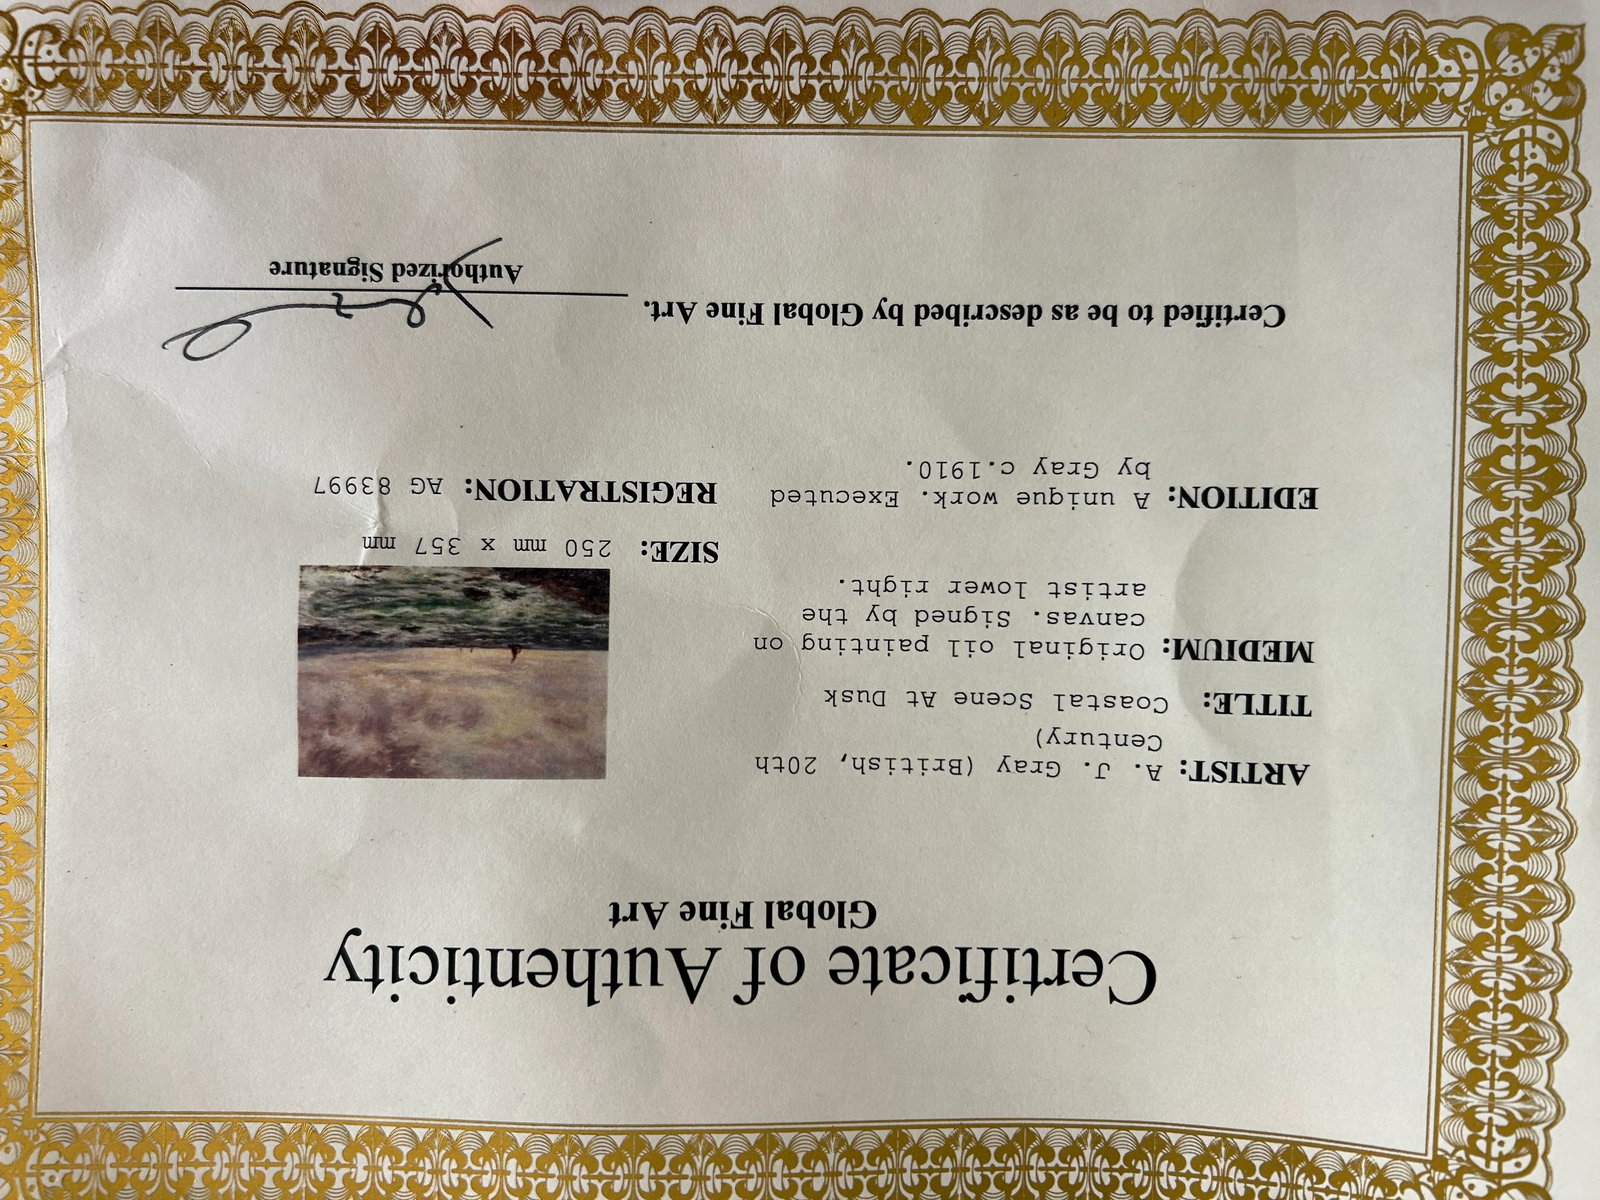 Certificate of Authenticity
Global Fine Art
ARTIST: A. J. Gray (British, 20th
Century)
TITLE: Coastal Scene At Dusk
MEDIUM: Original oil painting on
canvas. Signed by the
artist lower right.
EDITION: A unique work. Executed
by Gray c.1910.
SIZE: 250 mm x 357 mm
REGISTRATION: AG 83997
Certified to be as described by Global Fine Art.
Authorized Signature